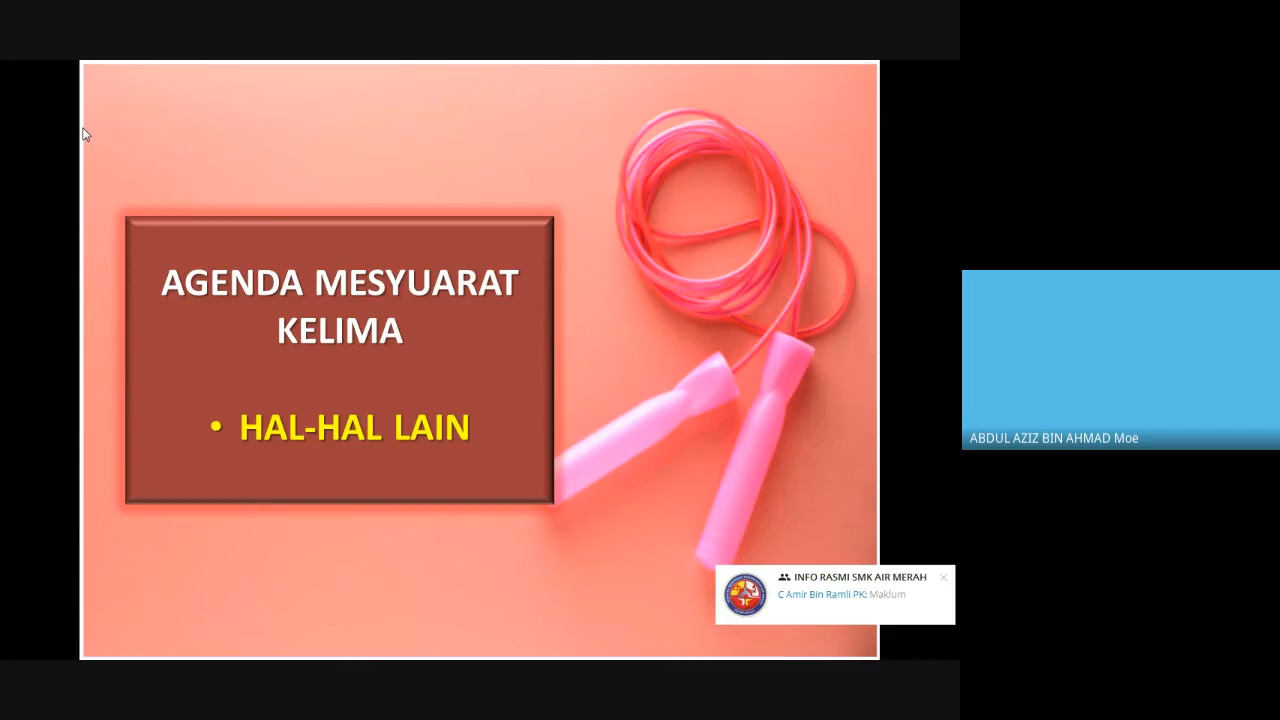 AGENDA MESYUARAT
KELIMA
• HAL-HAL LAIN
ABDUL AZIZ BIN AHMAD Moe
INFO RASMI SMK AIR MERAH
C Amir Bin Ramli PK: Maklum